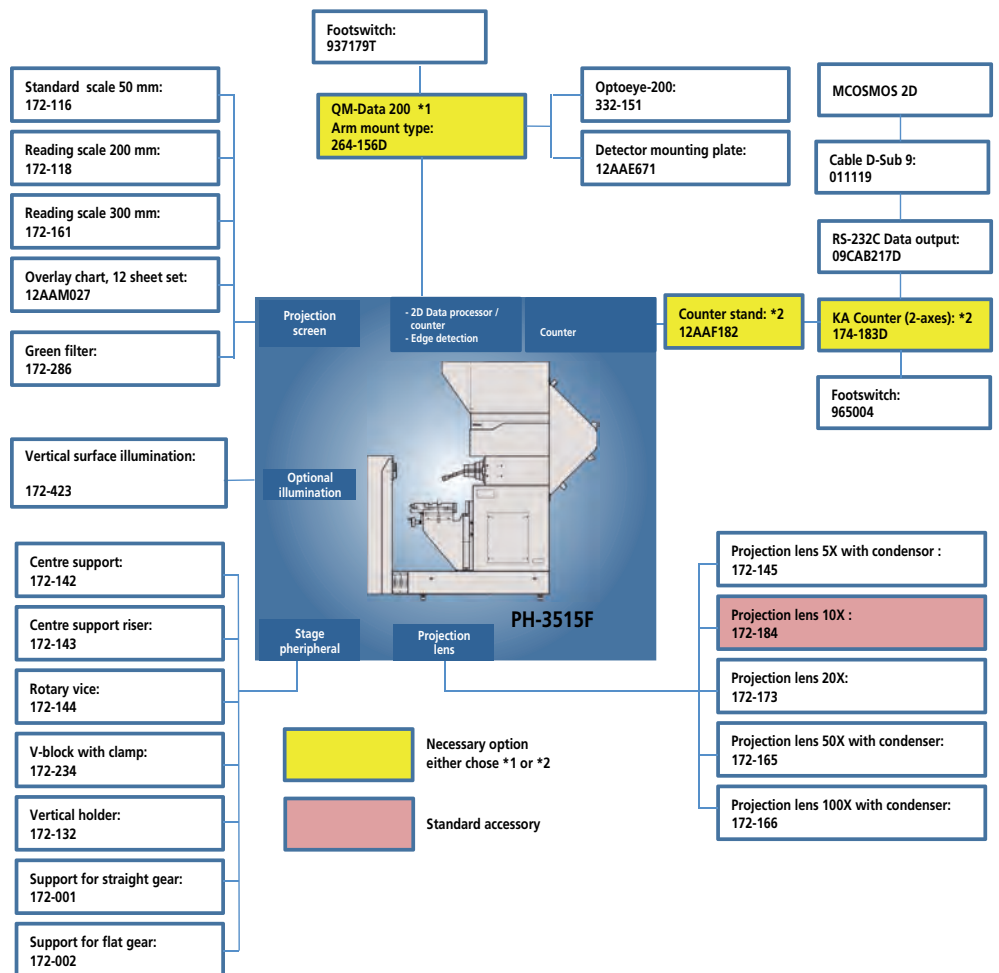 Footswitch:
937179T
Standard scale 50 mm:
172-116
Reading scale 200 mm:
172-118
Reading scale 300 mm:
172-161
Overlay chart, 12 sheet set:
12AAM027
Green filter:
172-286
QM-Data 200 *1
Arm mount type:
264-156D
Optoeye-200:
332-151
Detector mounting plate:
12AAE671
MCOSMOS 2D
Cable D-Sub 9:
011119
RS-232C Data output:
09CAB217D
Projection
screen
- 2D Data processor /
counter
- Edge detection
Counter
Counter stand: *2
12AAF182
KA Counter (2-axes): *2
174-183D
Footswitch:
965004
Vertical surface illumination:
172-423
Optional
illumination
PH-3515F
Stage
pheripheral
Projection
lens
Centre support:
172-142
Centre support riser:
172-143
Rotary vice:
172-144
V-block with clamp:
172-234
Vertical holder:
172-132
Support for straight gear:
172-001
Support for flat gear:
172-002
Projection lens 5X with condensor :
172-145
Projection lens 10X :
172-184
Projection lens 20X:
172-173
Projection lens 50X with condenser:
172-165
Projection lens 100X with condenser:
172-166
Necessary option
either chose *1 or *2
Standard accessory